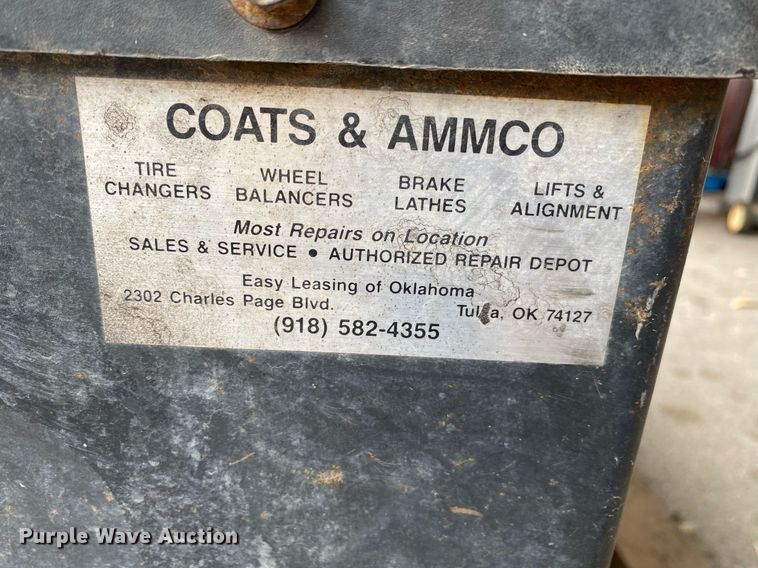 COATS & AMMCO
TIRE CHANGERS
WHEEL BALANCERS
BRAKE LATHES
LIFTS & ALIGNMENT
Most Repairs on Location
SALES & SERVICE • AUTHORIZED REPAIR DEPOT
Easy Leasing of Oklahoma
2302 Charles Page Blvd. Tulsa, OK 74127
(918) 582-4355
Purple Wave Auction